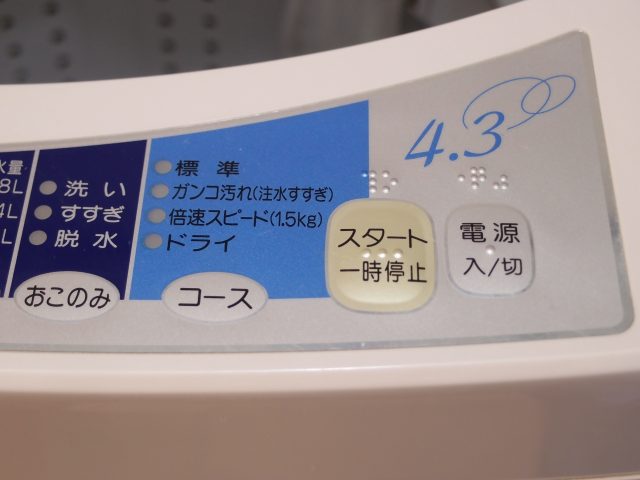 水量
8L
4L
L
洗い
すすぎ
脱水
おこのみ
標準
ガンコ汚れ(注水すすぎ)
倍速スピード(1.5kg)
ドライ
コース
4.3
スタート
一時停止
電源
入/切